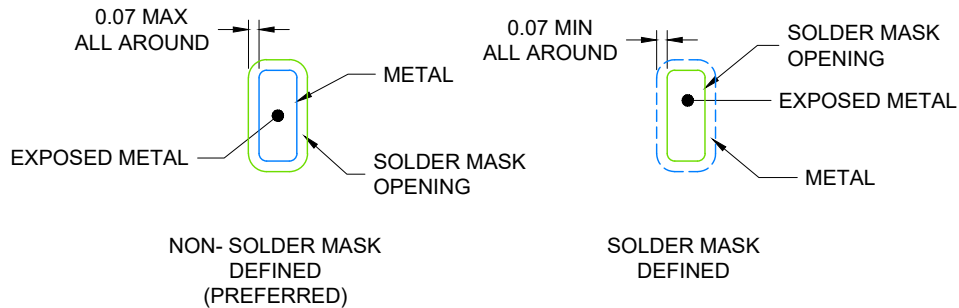 0.07 MAX
ALL AROUND
METAL
EXPOSED METAL
SOLDER MASK
OPENING
NON- SOLDER MASK
DEFINED
(PREFERRED)
0.07 MIN
ALL AROUND
SOLDER MASK
OPENING
EXPOSED METAL
METAL
SOLDER MASK
DEFINED